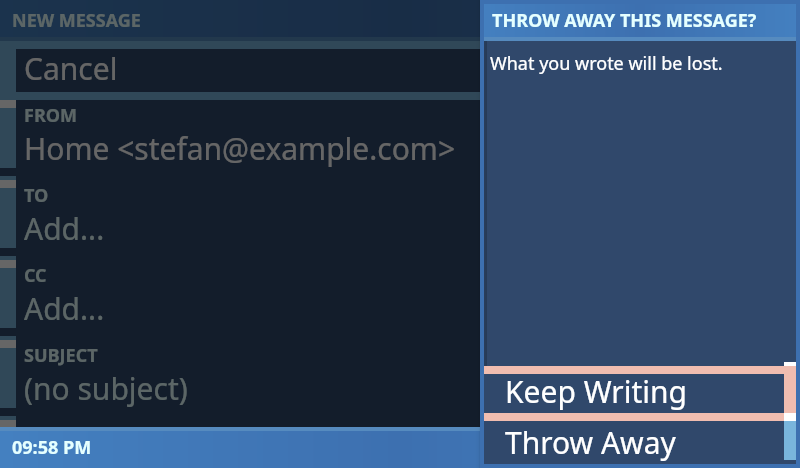 NEW MESSAGE
Cancel
FROM
Home <stefan@example.com>
TO
Add...
CC
Add...
SUBJECT
(no subject)
09:58 PM
THROW AWAY THIS MESSAGE?
What you wrote will be lost.
Keep Writing
Throw Away